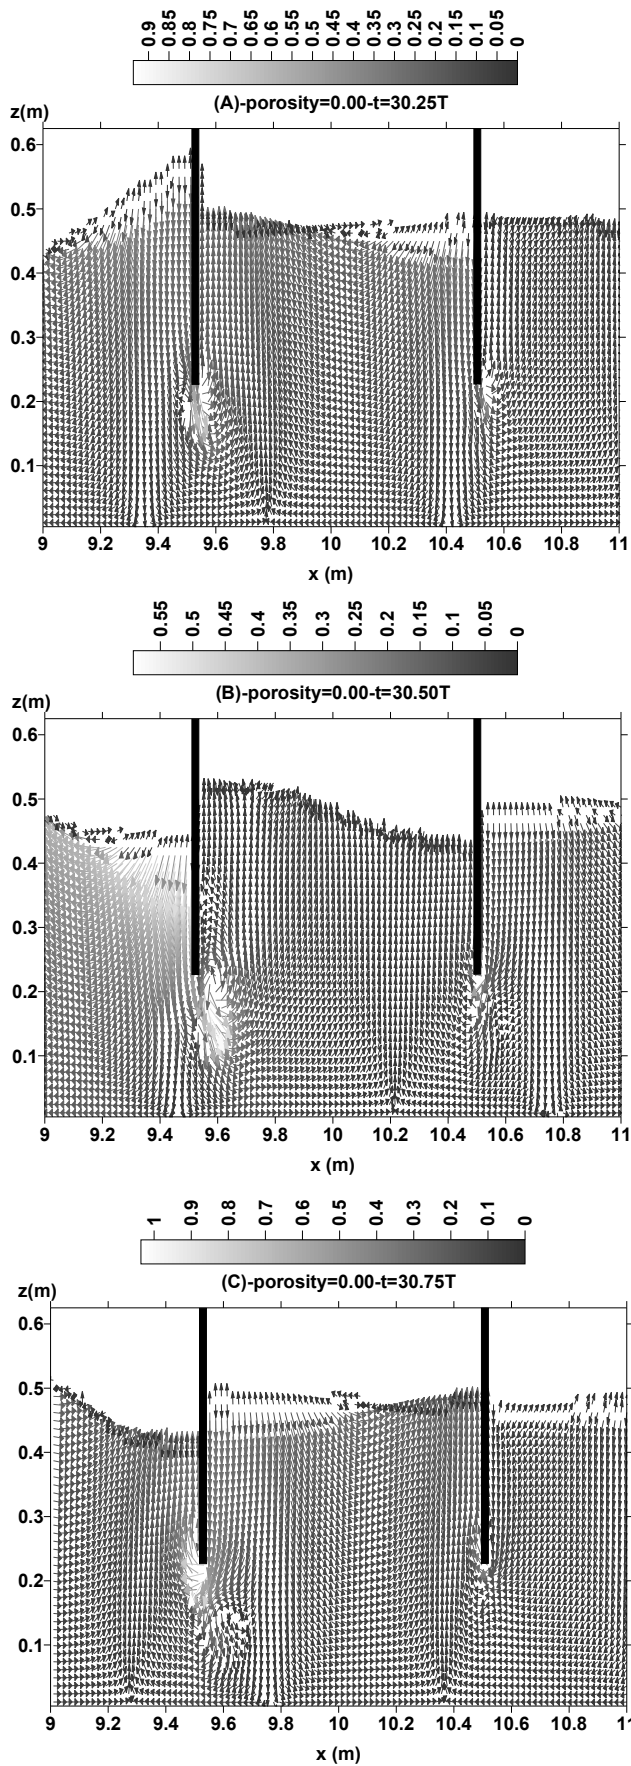 0.9 0.85 0.8 0.75 0.7 0.65 0.6 0.55 0.5 0.45 0.4 0.35 0.3 0.25 0.2 0.15 0.1 0.05 0
(A)-porosity=0.00-t=30.25T
z(m)
0.6
0.5
0.4
0.3
0.2
0.1
9 9.2 9.4 9.6 9.8 10 10.2 10.4 10.6 10.8 11
x (m)
0.55 0.5 0.45 0.4 0.35 0.3 0.25 0.2 0.15 0.1 0.05 0
(B)-porosity=0.00-t=30.50T
z(m)
0.6
0.5
0.4
0.3
0.2
0.1
9 9.2 9.4 9.6 9.8 10 10.2 10.4 10.6 10.8 11
x (m)
1 0.9 0.8 0.7 0.6 0.5 0.4 0.3 0.2 0.1 0
(C)-porosity=0.00-t=30.75T
z(m)
0.6
0.5
0.4
0.3
0.2
0.1
9 9.2 9.4 9.6 9.8 10 10.2 10.4 10.6 10.8 1
x (m)